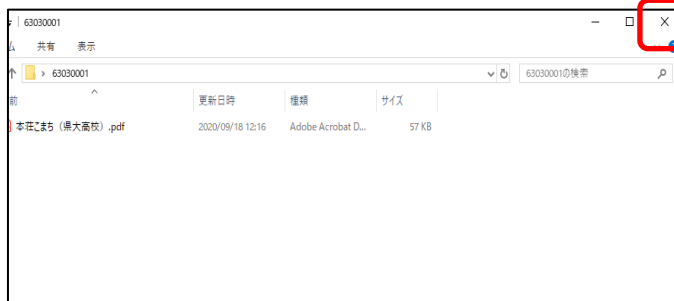 63030001
ム 共有 表示
63030001 63030001の検索
前 更新日時 種類 サイズ
本荘こまち（県大高校）.pdf 2020/09/18 12:16 Adobe Acrobat D... 57 KB